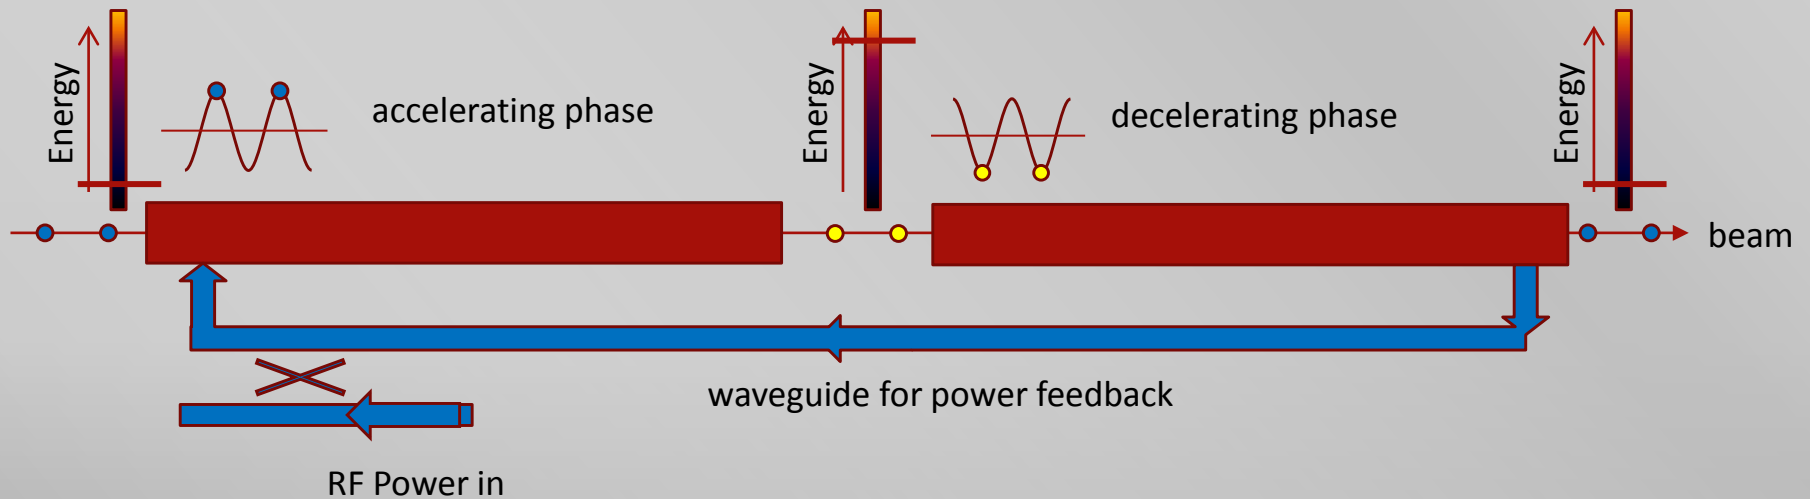 Energy
accelerating phase
Energy
decelerating phase
Energy
beam
waveguide for power feedback
RF Power in